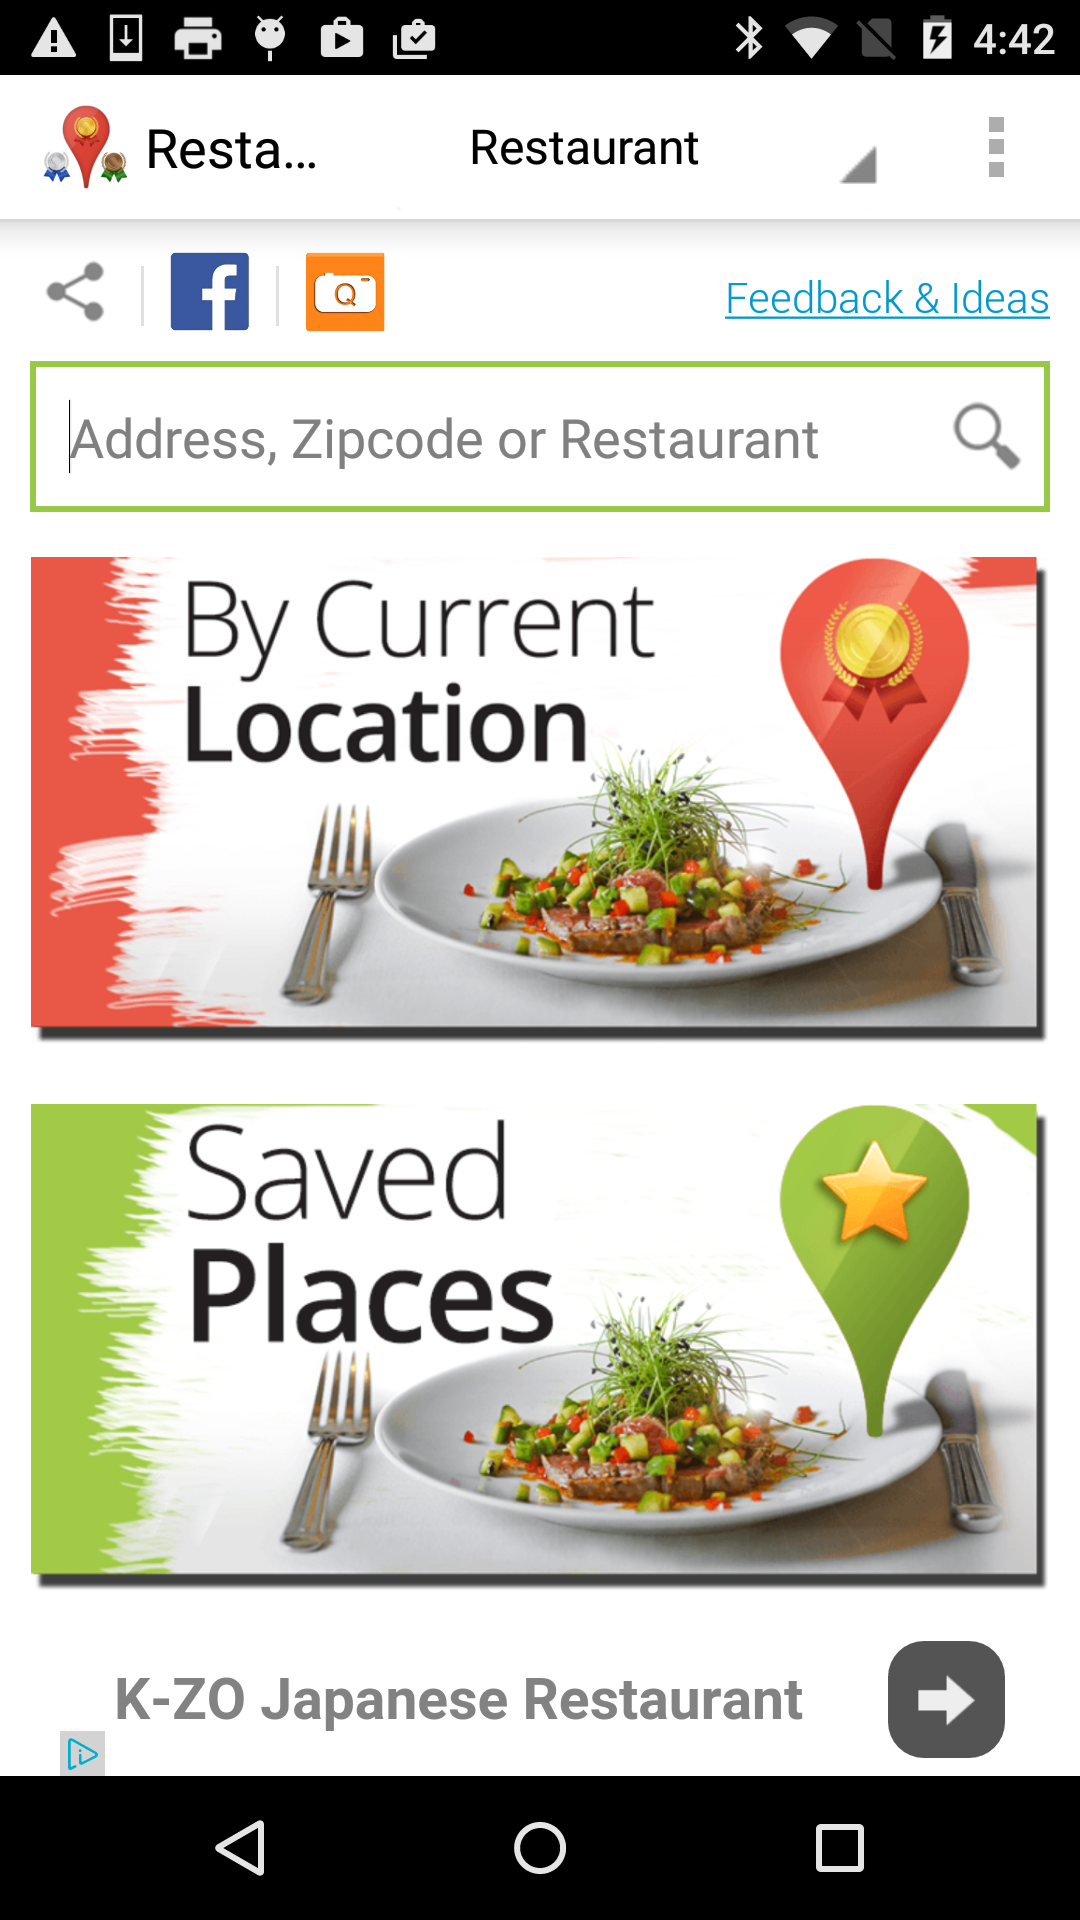 4:42
Resta...
Restaurant
Q
Feedback & Ideas
Address, Zipcode or Restaurant
By Current
Location
Saved
Places
K-ZO Japanese Restaurant